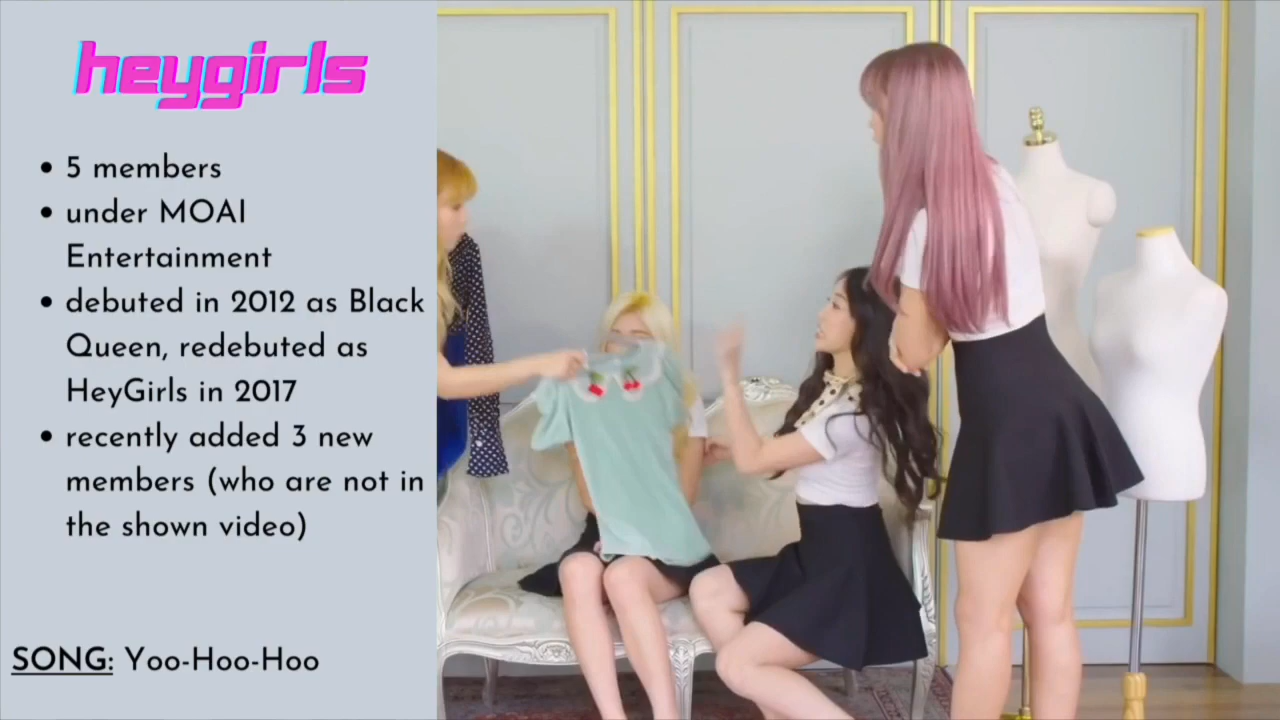 heygirls
• 5 members
• under MOAI
Entertainment
• debuted in 2012 as Black
Queen, redebuted as
HeyGirls in 2017
• recently added 3 new
members (who are not in
the shown video)
SONG: Yoo-Hoo-Hoo